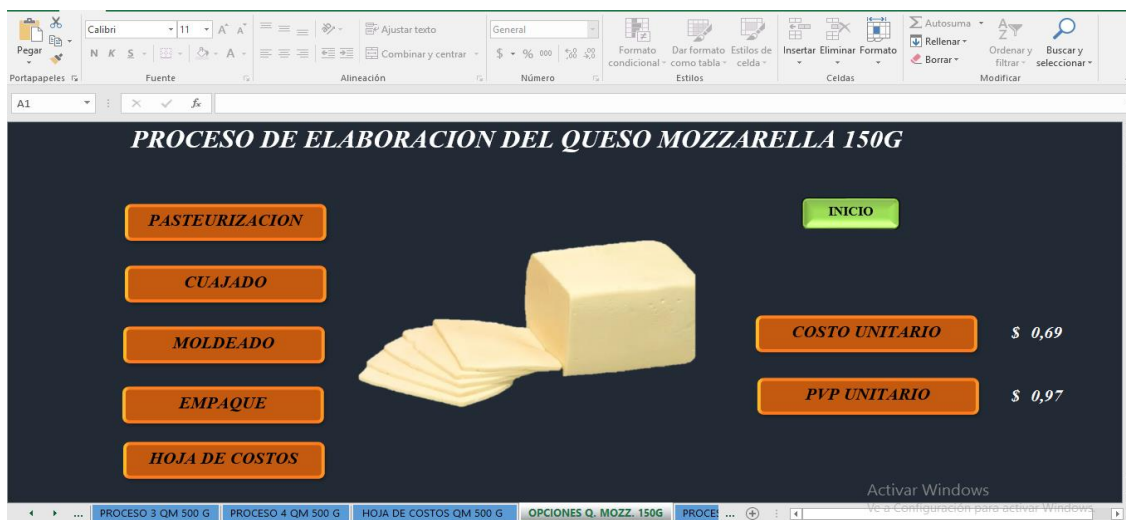 Calibri
11
A A
Ajustar texto
General
Autosuma
Pegar
N K S
A
Combinar y centrar
$ % 000
Formato condicional
Dar formato como tabla
Estilos de celda
Insertar Eliminar Formato
Rellenar
Borrar
Ordenar y filtrar
Buscar y seleccionar
Portapapeles
Fuente
Alineación
Número
Estilos
Celdas
Modificar
A1
fx
PROCESO DE ELABORACION DEL QUESO MOZZARELLA 150G
PASTEURIZACION
INICIO
CUAJADO
MOLDEADO
COSTO UNITARIO $ 0,69
EMPAQUE
PVP UNITARIO $ 0,97
HOJA DE COSTOS
Activar Windows
Ve a Configuración para activar Windows.
... PROCESO 3 QM 500 G PROCESO 4 QM 500 G HOJA DE COSTOS QM 500 G OPCIONES Q. MOZZ. 150G PROCES ...